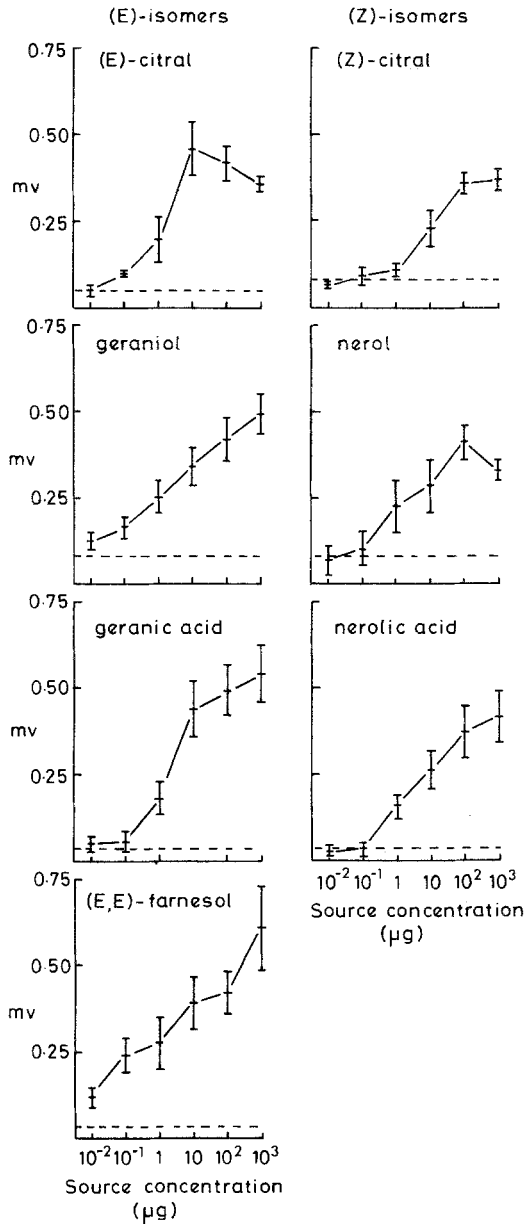 (E)-isomers (Z)-isomers
0·75
(E)-citral
(Z)-citral
0·50
mv
0·25
0·75
geraniol
nerol
0·50
mv
0·25
0·75
geranic acid
nerolic acid
0·50
mv
0·25
10⁻² 10⁻¹ 1 10 10² 10³
Source concentration
(µg)
0·75
(E,E)-farnesol
0·50
mv
0·25
10⁻² 10⁻¹ 1 10 10² 10³
Source concentration
(µg)